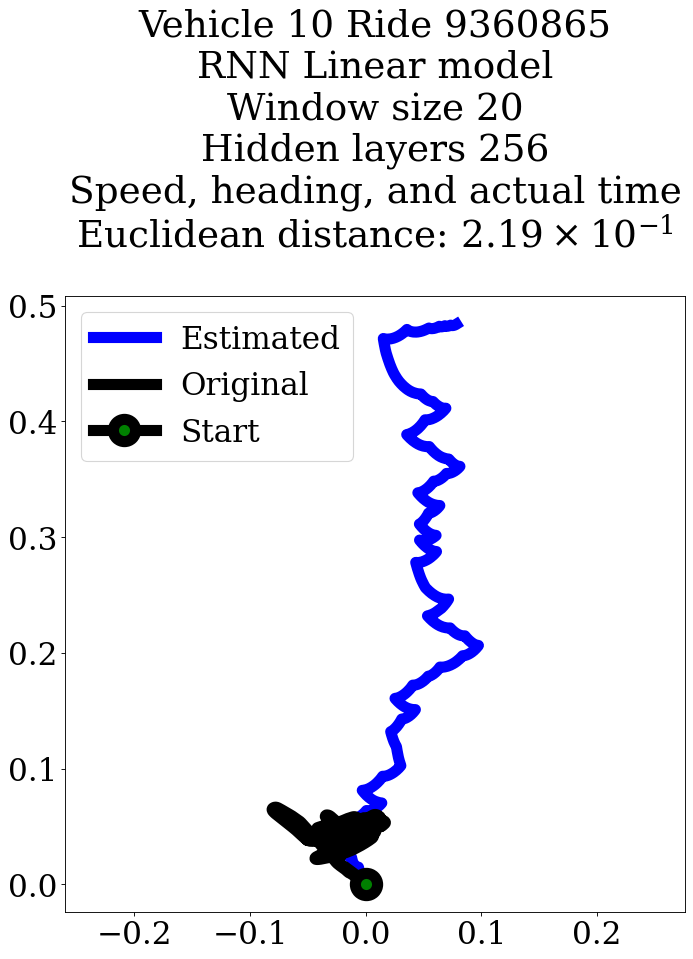 Vehicle 10 Ride 9360865
RNN Linear model
Window size 20
Hidden layers 256
Speed, heading, and actual time
Euclidean distance: 2.19 × 10⁻¹
0.5
Estimated
Original
Start
0.4
0.3
0.2
0.1
0.0
−0.2 −0.1 0.0 0.1 0.2